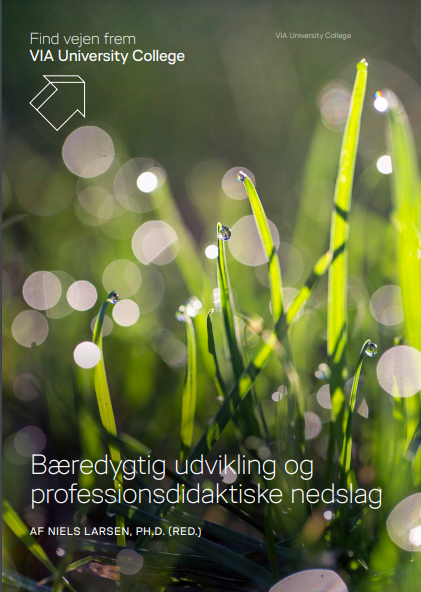 Find vejen frem
VIA University College
VIA University College
Bæredygtig udvikling og
professionsdidaktiske nedslag
AF NIELS LARSEN, PH.D. (RED.)